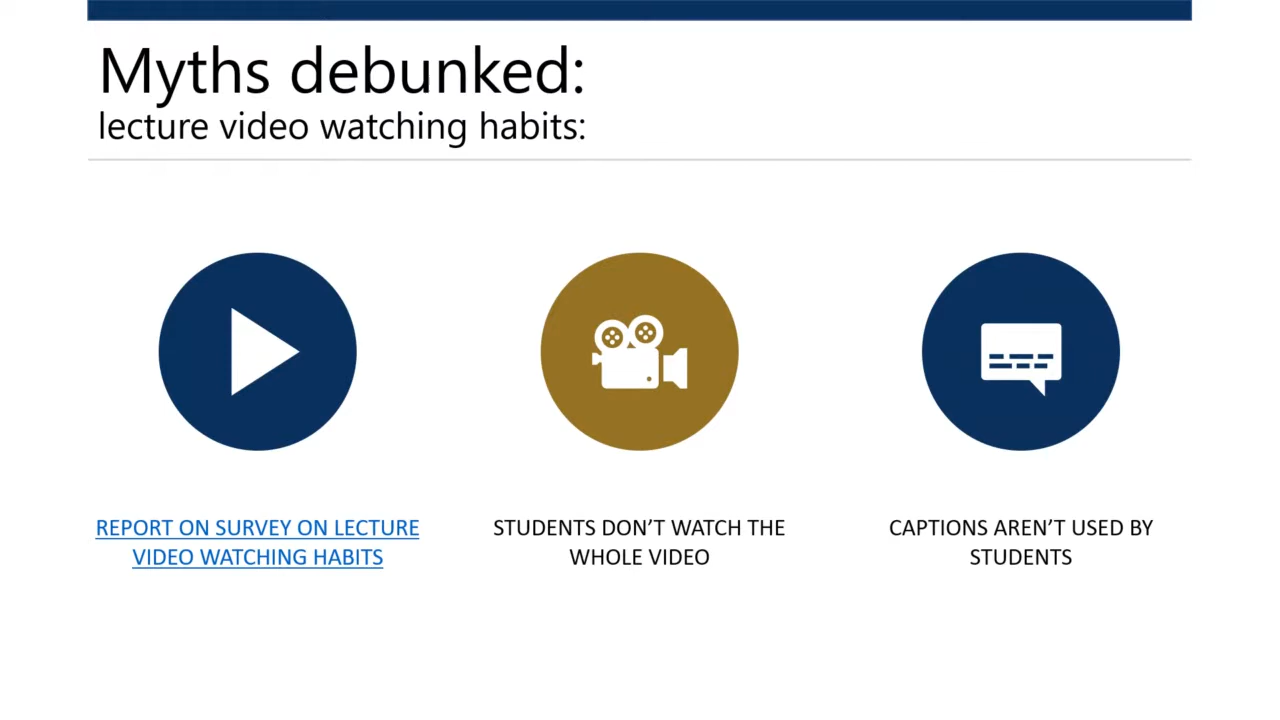 Myths debunked:
lecture video watching habits:
REPORT ON SURVEY ON LECTURE
VIDEO WATCHING HABITS
STUDENTS DON’T WATCH THE
WHOLE VIDEO
CAPTIONS AREN’T USED BY
STUDENTS